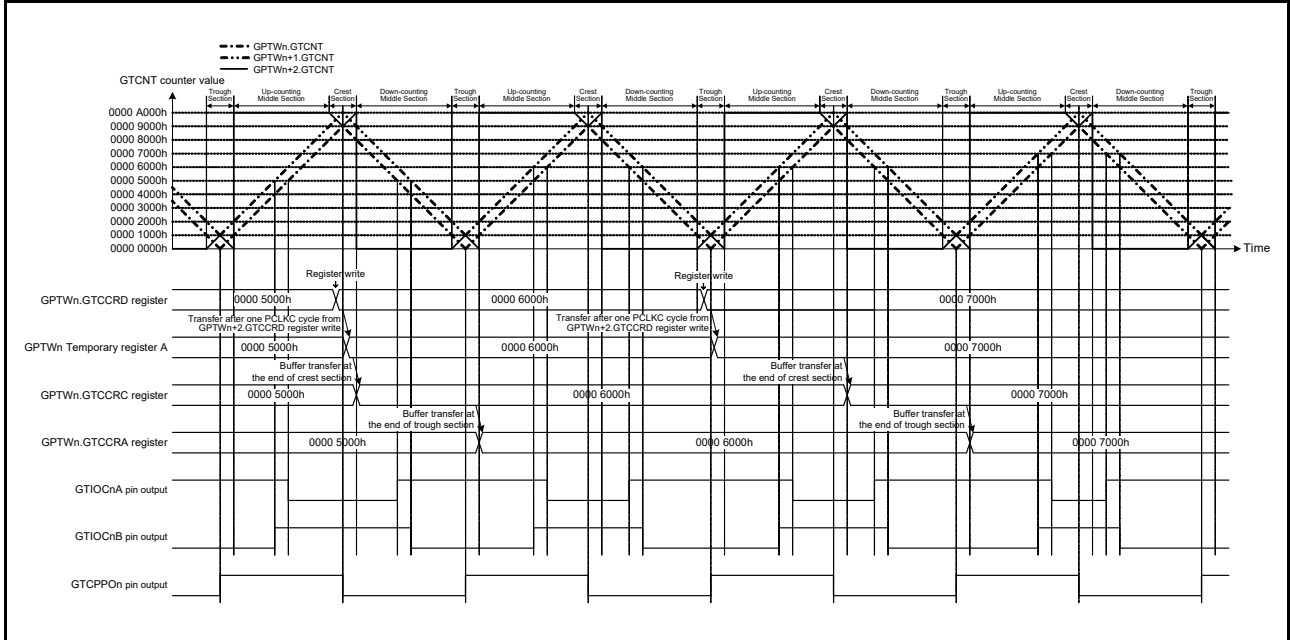 GPTWn.GTCNT
GPTWn+1.GTCNT
GPTWn+2.GTCNT
GTCNT counter value
Trough Section
Up-counting Middle Section
Crest Section
Down-counting Middle Section
Trough Section
Up-counting Middle Section
Crest Section
Down-counting Middle Section
Trough Section
Up-counting Middle Section
Crest Section
Down-counting Middle Section
Trough Section
Up-counting Middle Section
Crest Section
Down-counting Middle Section
Trough Section
0000 A000h
0000 9000h
0000 8000h
0000 7000h
0000 6000h
0000 5000h
0000 4000h
0000 3000h
0000 2000h
0000 1000h
0000 0000h
Time
Register write
Register write
GPTWn.GTCCRD register
0000 5000h
0000 6000h
0000 7000h
Transfer after one PCLKC cycle from
GPTWn+2.GTCCRD register write
Transfer after one PCLKC cycle from
GPTWn+2.GTCCRD register write
GPTWn Temporary register A
0000 5000h
0000 6000h
0000 7000h
Buffer transfer at
the end of crest section
Buffer transfer at
the end of crest section
GPTWn.GTCCRC register
0000 5000h
0000 6000h
0000 7000h
Buffer transfer at
the end of trough section
Buffer transfer at
the end of trough section
GPTWn.GTCCRA register
0000 5000h
0000 6000h
0000 7000h
GTIOCnA pin output
GTIOCnB pin output
GTCPPOn pin output